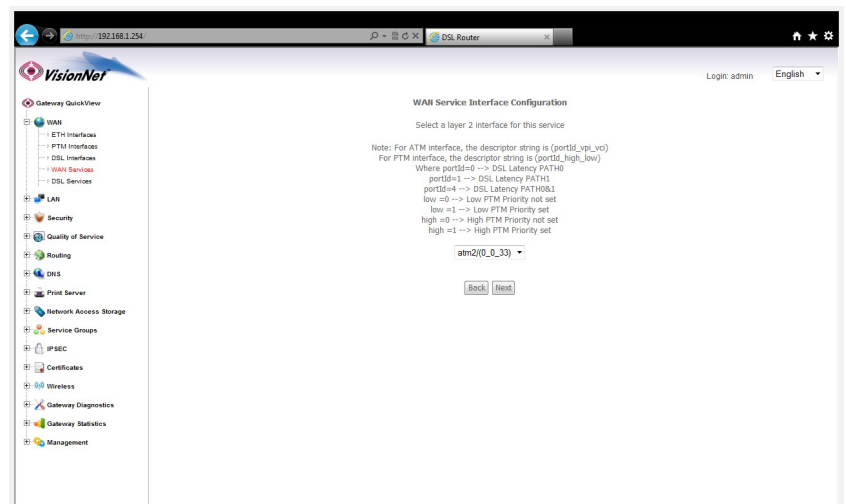 http://192.168.1.254/
DSL Router
VisionNet
Login: admin
English
Gateway QuickView
WAN
ETH Interfaces
PTM Interfaces
DSL Interfaces
WAN Services
DSL Services
LAN
Security
Quality of Service
Routing
DNS
Print Server
Network Access Storage
Service Groups
IPSEC
Certificates
Wireless
Gateway Diagnostics
Gateway Statistics
Management
WAN Service Interface Configuration
Select a layer 2 interface for this service
Note: For ATM interface, the descriptor string is (portId_vpi_vci)
For PTM interface, the descriptor string is (portId_high_low)
Where portId=0 --> DSL Latency PATH0
portId=1 --> DSL Latency PATH1
portId=4 --> DSL Latency PATH0&1
low =0 --> Low PTM Priority not set
low =1 --> Low PTM Priority set
high =0 --> High PTM Priority not set
high =1 --> High PTM Priority set
atm2/(0_0_33)
Back Next